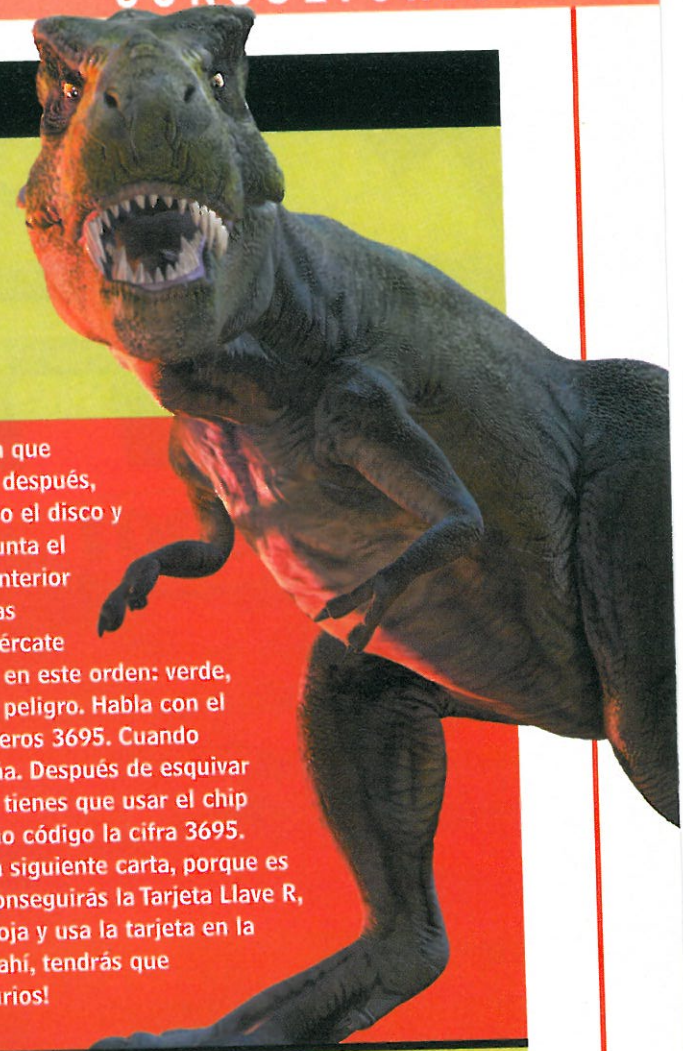 que
después,
o el disco y
unta el
nterior
as
ércate
en este orden: verde,
peligro. Habla con el
eros 3695. Cuando
na. Después de esquivar
tienes que usar el chip
no código la cifra 3695.
siguiente carta, porque es
onseguirás la Tarjeta Llave R,
oja y usa la tarjeta en la
ahí, tendrás que
rios!